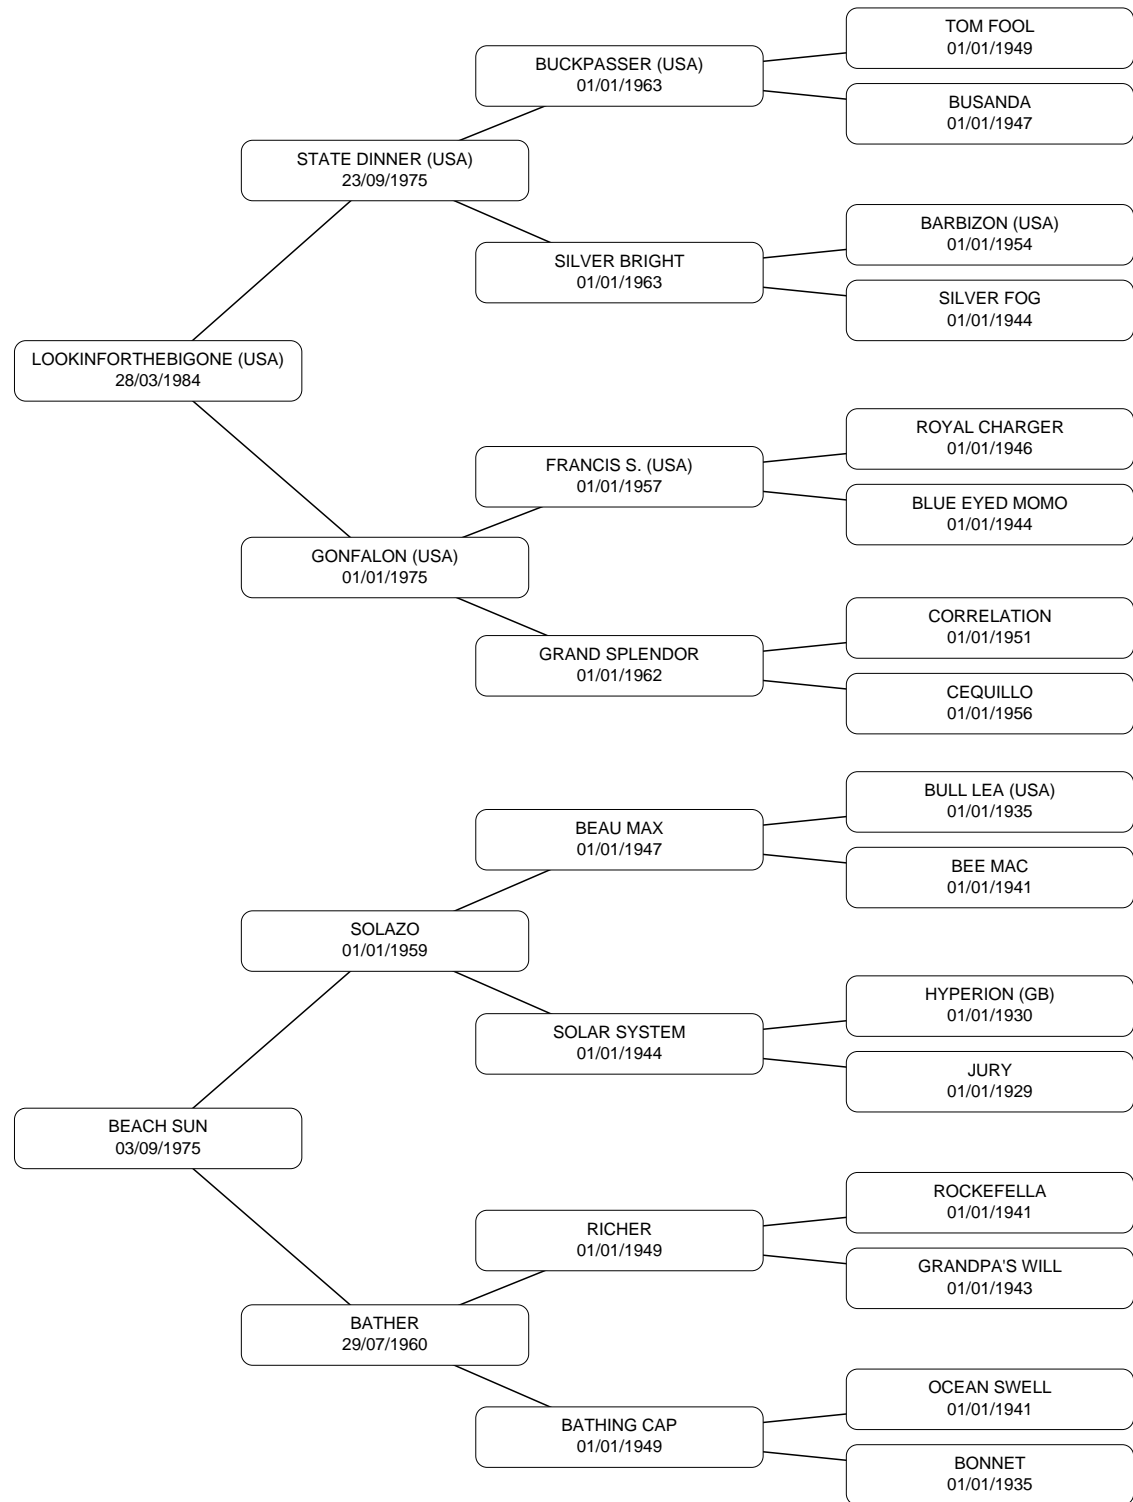 TOM FOOL
01/01/1949
BUCKPASSER (USA)
01/01/1963
BUSANDA
01/01/1947
STATE DINNER (USA)
23/09/1975
BARBIZON (USA)
01/01/1954
SILVER BRIGHT
01/01/1963
SILVER FOG
01/01/1944
LOOKINFORTHEBIGONE (USA)
28/03/1984
ROYAL CHARGER
01/01/1946
FRANCIS S. (USA)
01/01/1957
BLUE EYED MOMO
01/01/1944
GONFALON (USA)
01/01/1975
CORRELATION
01/01/1951
GRAND SPLENDOR
01/01/1962
CEQUILLO
01/01/1956
BULL LEA (USA)
01/01/1935
BEAU MAX
01/01/1947
BEE MAC
01/01/1941
SOLAZO
01/01/1959
HYPERION (GB)
01/01/1930
SOLAR SYSTEM
01/01/1944
JURY
01/01/1929
BEACH SUN
03/09/1975
ROCKEFELLA
01/01/1941
RICHER
01/01/1949
GRANDPA'S WILL
01/01/1943
BATHER
29/07/1960
OCEAN SWELL
01/01/1941
BATHING CAP
01/01/1949
BONNET
01/01/1935